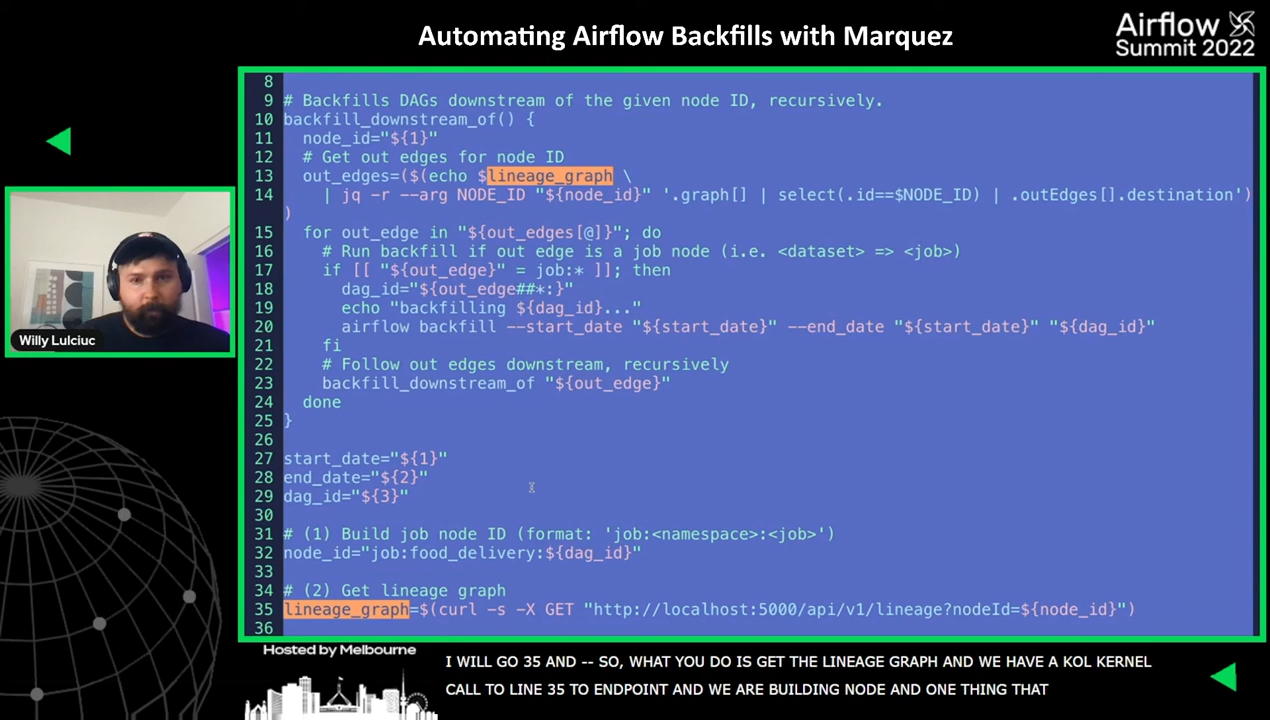 Automating Airflow Backfills with Marquez
Airflow
Summit 2022
8
9 # Backfills DAGs downstream of the given node ID, recursively.
10 backfill_downstream_of() {
11   node_id="${1}"
12   # Get out edges for node ID
13   out_edges=($(echo $lineage_graph \
14     | jq -r --arg NODE_ID "${node_id}" '.graph[] | select(.id==$NODE_ID) | .outEdges[].destination')
)
15   for out_edge in "${out_edges[@]}"; do
16     # Run backfill if out edge is a job node (i.e. <dataset> => <job>)
17     if [[ "${out_edge}" = job:* ]]; then
18       dag_id="${out_edge##*:}"
19       echo "backfilling ${dag_id}..."
20       airflow backfill --start_date "${start_date}" --end_date "${start_date}" "${dag_id}"
21     fi
22     # Follow out edges downstream, recursively
23     backfill_downstream_of "${out_edge}"
24   done
25 }
26
27 start_date="${1}"
28 end_date="${2}"
29 dag_id="${3}"
30
31 # (1) Build job node ID (format: 'job:<namespace>:<job>')
32 node_id="job:food_delivery:${dag_id}"
33
34 # (2) Get lineage graph
35 lineage_graph=$(curl -s -X GET "http://localhost:5000/api/v1/lineage?nodeId=${node_id}")
36
Willy Lulciuc
Hosted by Melbourne
I WILL GO 35 AND -- SO, WHAT YOU DO IS GET THE LINEAGE GRAPH AND WE HAVE A KOL KERNEL
CALL TO LINE 35 TO ENDPOINT AND WE ARE BUILDING NODE AND ONE THING THAT